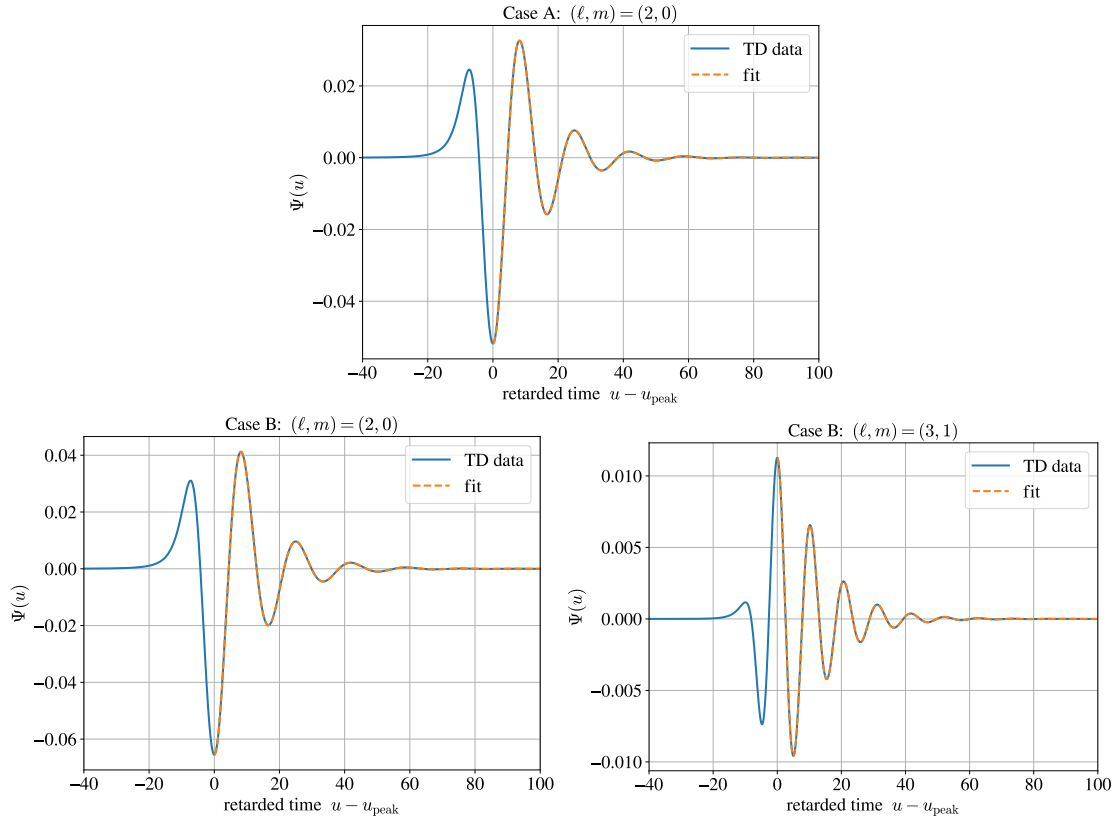 Case A: (ℓ, m) = (2, 0)
TD data
fit
0.02
0.00
−0.02
−0.04
Ψ(u)
−40 −20 0 20 40 60 80 100
retarded time u − u_peak
Case B: (ℓ, m) = (2, 0)
TD data
fit
0.04
0.02
0.00
−0.02
−0.04
−0.06
Ψ(u)
−40 −20 0 20 40 60 80 100
retarded time u − u_peak
Case B: (ℓ, m) = (3, 1)
TD data
fit
0.010
0.005
0.000
−0.005
−0.010
Ψ(u)
−40 −20 0 20 40 60 80 100
retarded time u − u_peak